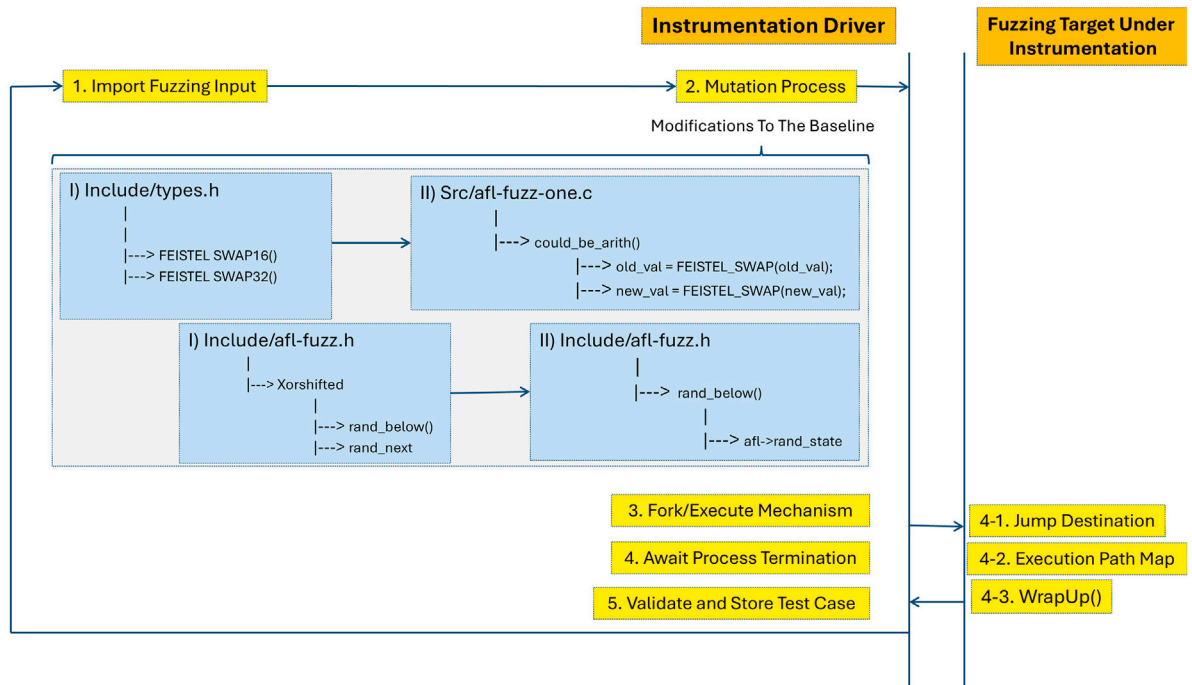 Instrumentation Driver
Fuzzing Target Under
Instrumentation
1. Import Fuzzing Input
2. Mutation Process
Modifications To The Baseline
I) Include/types.h
|
|
|---> FEISTEL SWAP16()
|---> FEISTEL SWAP32()
II) Src/afl-fuzz-one.c
|
|---> could_be_arith()
|---> old_val = FEISTEL_SWAP(old_val);
|---> new_val = FEISTEL_SWAP(new_val);
I) Include/afl-fuzz.h
|
|---> Xorshifted
|
|---> rand_below()
|---> rand_next
II) Include/afl-fuzz.h
|
|---> rand_below()
|
|---> afl->rand_state
3. Fork/Execute Mechanism
4-1. Jump Destination
4. Await Process Termination
4-2. Execution Path Map
5. Validate and Store Test Case
4-3. WrapUp()